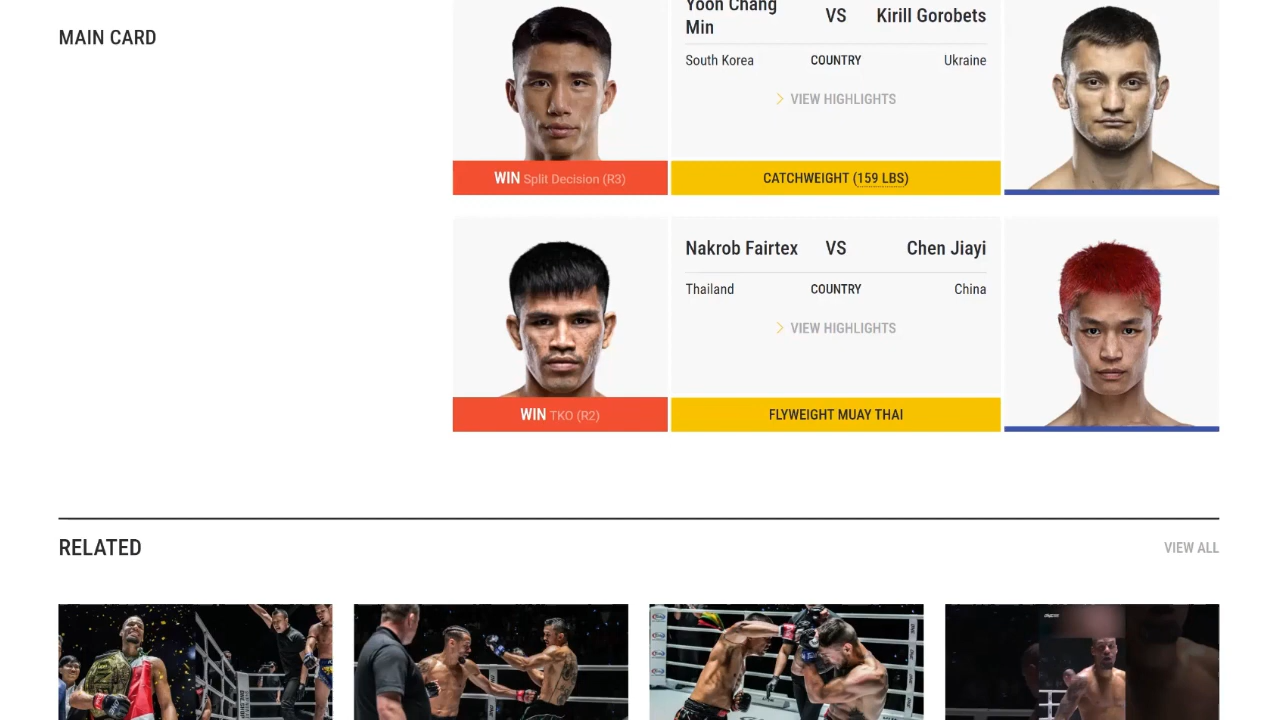 MAIN CARD
Yoon Chang
Min
VS
Kirill Gorobets
South Korea
COUNTRY
Ukraine
VIEW HIGHLIGHTS
WIN Split Decision (R3)
CATCHWEIGHT (159 LBS)
Nakrob Fairtex
VS
Chen Jiayi
Thailand
COUNTRY
China
VIEW HIGHLIGHTS
WIN TKO (R2)
FLYWEIGHT MUAY THAI
RELATED
VIEW ALL